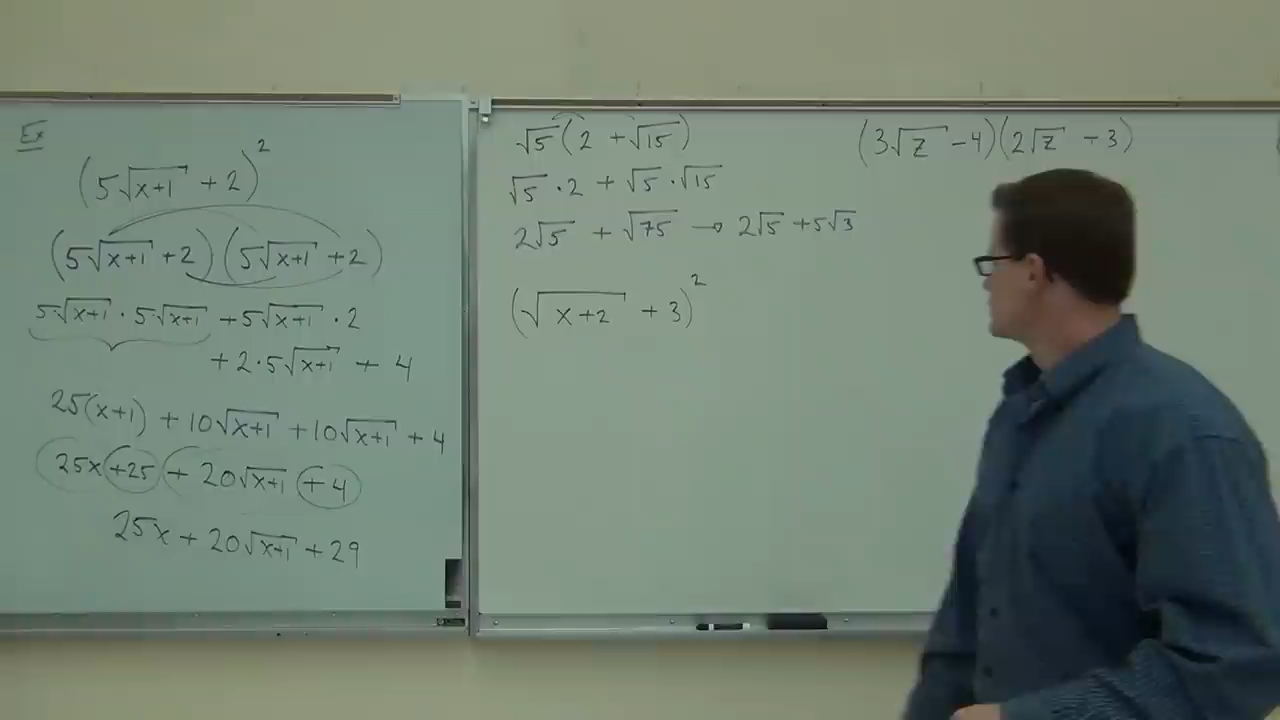 Ex
(5√(x+1) + 2)²
(5√(x+1) + 2)(5√(x+1) + 2)
5√(x+1) · 5√(x+1) + 5√(x+1) · 2
+ 2 · 5√(x+1) + 4
25(x+1) + 10√(x+1) + 10√(x+1) + 4
25x + 25 + 20√(x+1) + 4
25x + 20√(x+1) + 29
√5(2 + √15)
√5 · 2 + √5 · √15
2√5 + √75 → 2√5 + 5√3
(√(x+2) + 3)²
(3√z - 4)(2√z + 3)